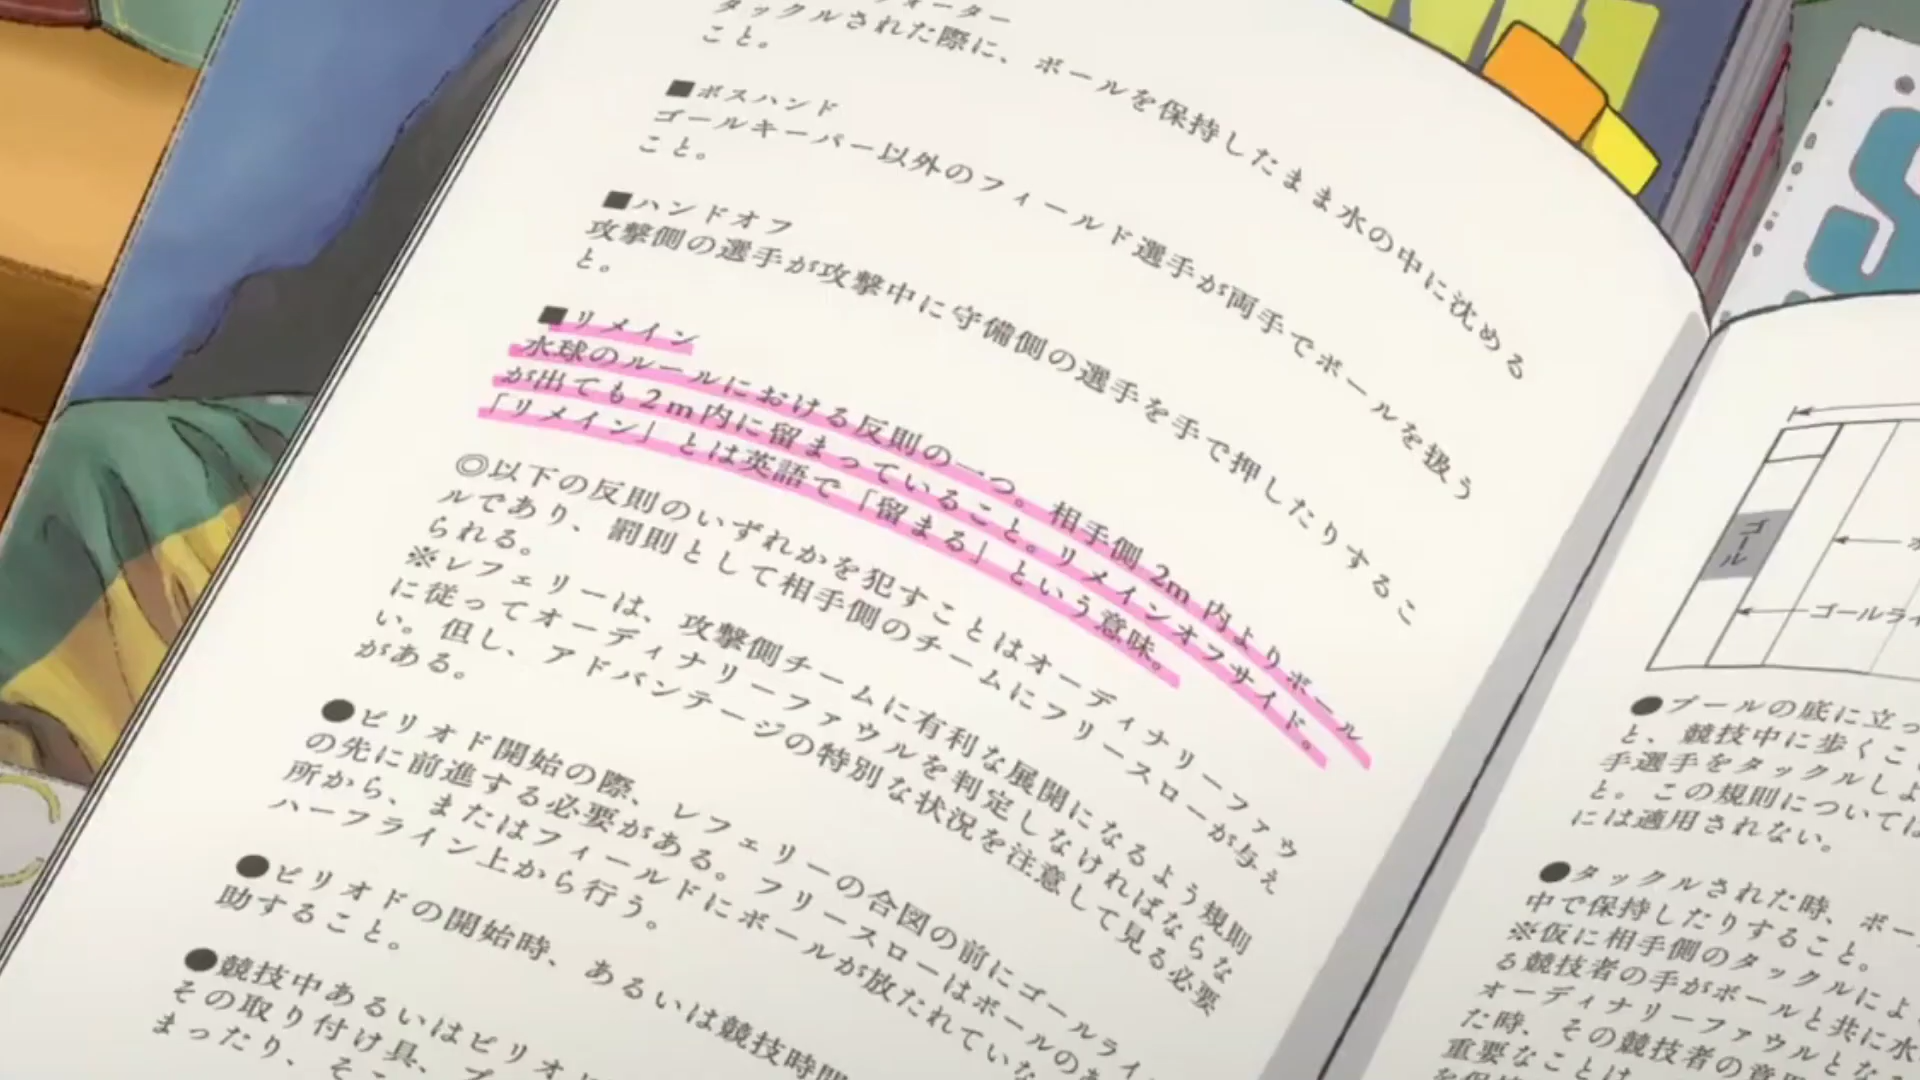 タックルされた際に、ボールを保持したまま水の中に沈める
こと。
■ボスハンド
ゴールキーパー以外のフィールド選手が両手でボールを扱う
こと。
■ハンドオフ
攻撃側の選手が攻撃中に守備側の選手を手で押したりするこ
と。
■リメイン
水球のルールにおける反則の一つ。相手側2m内よりボール
が出ても2m内に留まっていること。リメインオフサイド。
「リメイン」とは英語で「留まる」という意味。
◎以下の反則のいずれかを犯すことはオーディナリーファウ
ルであり、罰則として相手側のチームにフリースローが与え
られる。
※レフェリーは、攻撃側チームに有利な展開になるよう規則
に従ってオーディナリーファウルを判定しなければならな
い。但し、アドバンテージの特別な状況を注意して見る必要
がある。
●ピリオド開始の際、レフェリーの合図の前にゴールライ
の先に前進する必要がある。フリースローはボールのあ
所から、またはフィールドにボールが放たれていな
ハーフライン上から行う。
●ピリオドの開始時、あるいは競技時間
助すること。
●競技中あるいはピリオド
その取り付け具、プ
まったり、そこ
ゴール
ゴールライ
●プールの底に立っ
と、競技中に歩くこ
手選手をタックルしよ
と。この規則については
には適用されない。
●タックルされた時、ボー
中で保持したりすること。
※仮に相手側のタックルによ
る競技者の手がボールと共に水
オーディナリーファウルとなる
た時、その競技者の意
重要なことは
S